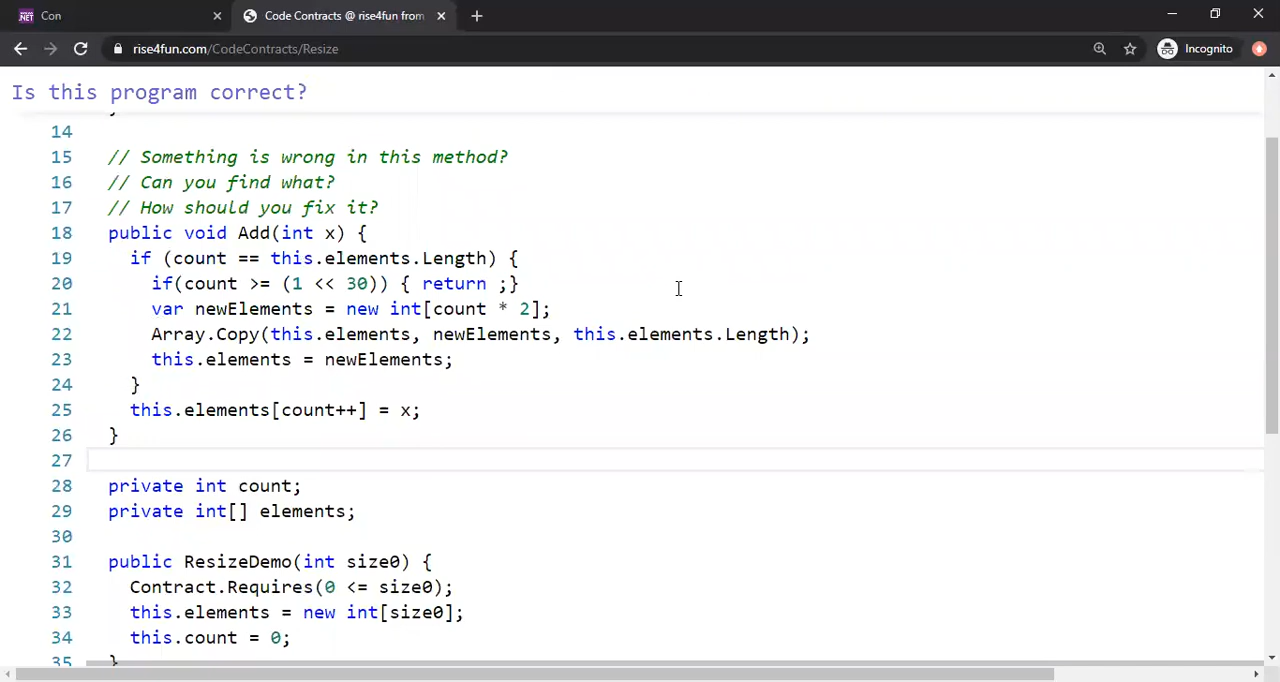 .NET Con
Code Contracts @ rise4fun from
rise4fun.com/CodeContracts/Resize
Incognito
Is this program correct?
14
15 // Something is wrong in this method?
16 // Can you find what?
17 // How should you fix it?
18 public void Add(int x) {
19 if (count == this.elements.Length) {
20 if(count >= (1 << 30)) { return ;}
21 var newElements = new int[count * 2];
22 Array.Copy(this.elements, newElements, this.elements.Length);
23 this.elements = newElements;
24 }
25 this.elements[count++] = x;
26 }
27
28 private int count;
29 private int[] elements;
30
31 public ResizeDemo(int size0) {
32 Contract.Requires(0 <= size0);
33 this.elements = new int[size0];
34 this.count = 0;
35 }